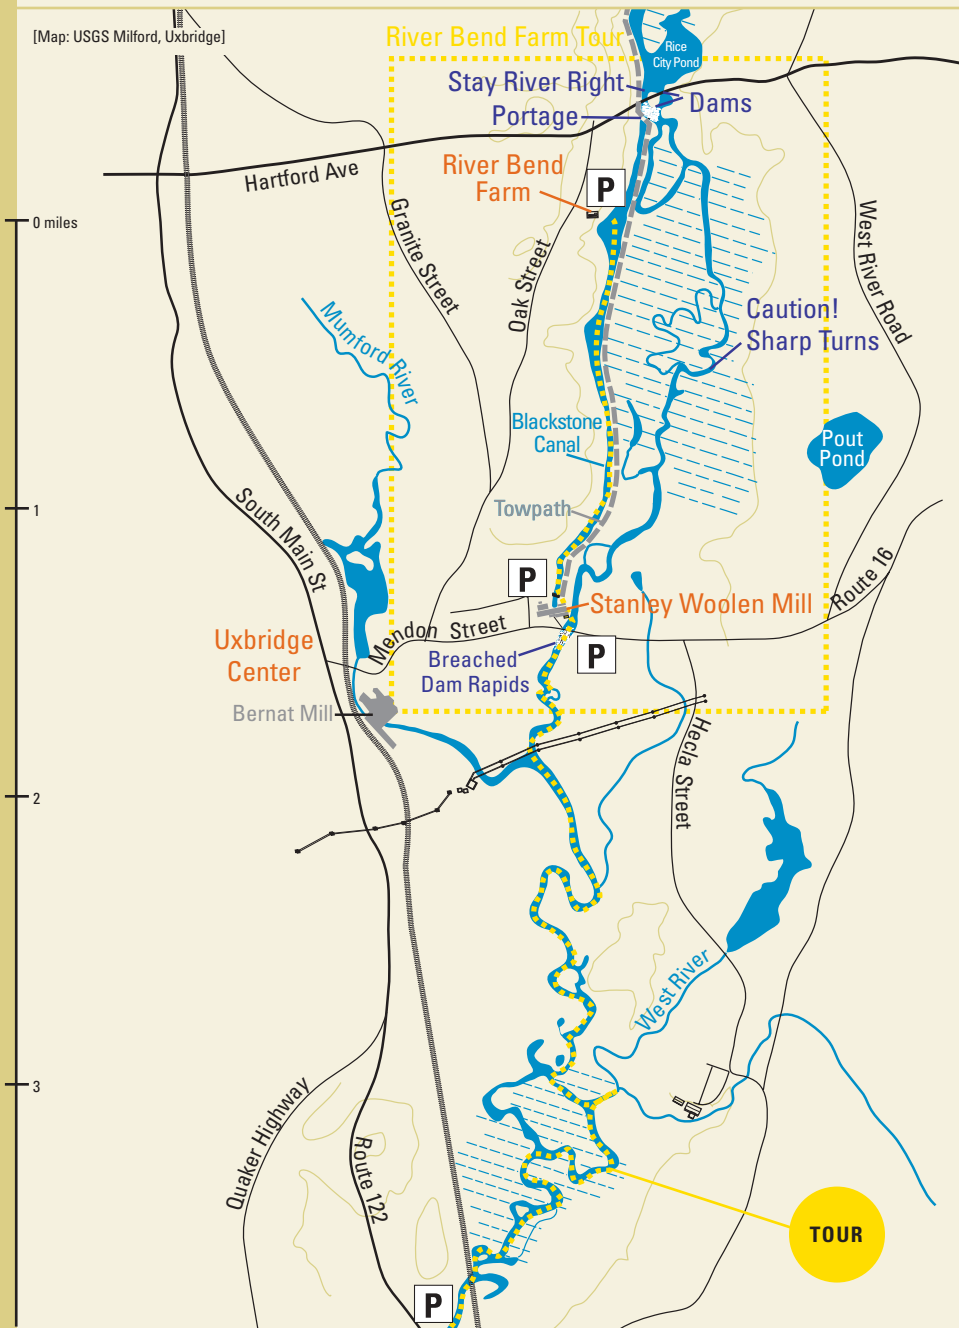 [Map: USGS Milford, Uxbridge]
River Bend Farm Tour
Rice
City Pond
Stay River Right
Dams
Portage
River Bend
Farm
P
Hartford Ave
0 miles
Granite Street
Oak Street
West River Road
Mumford River
Caution!
Sharp Turns
Blackstone
Canal
Pout
Pond
1
South Main St
Towpath
P
Stanley Woolen Mill
Route 16
Mendon Street
Uxbridge
Center
Breached
Dam Rapids
P
Bernat Mill
Hecla Street
2
West River
3
Quaker Highway
Route 122
TOUR
P